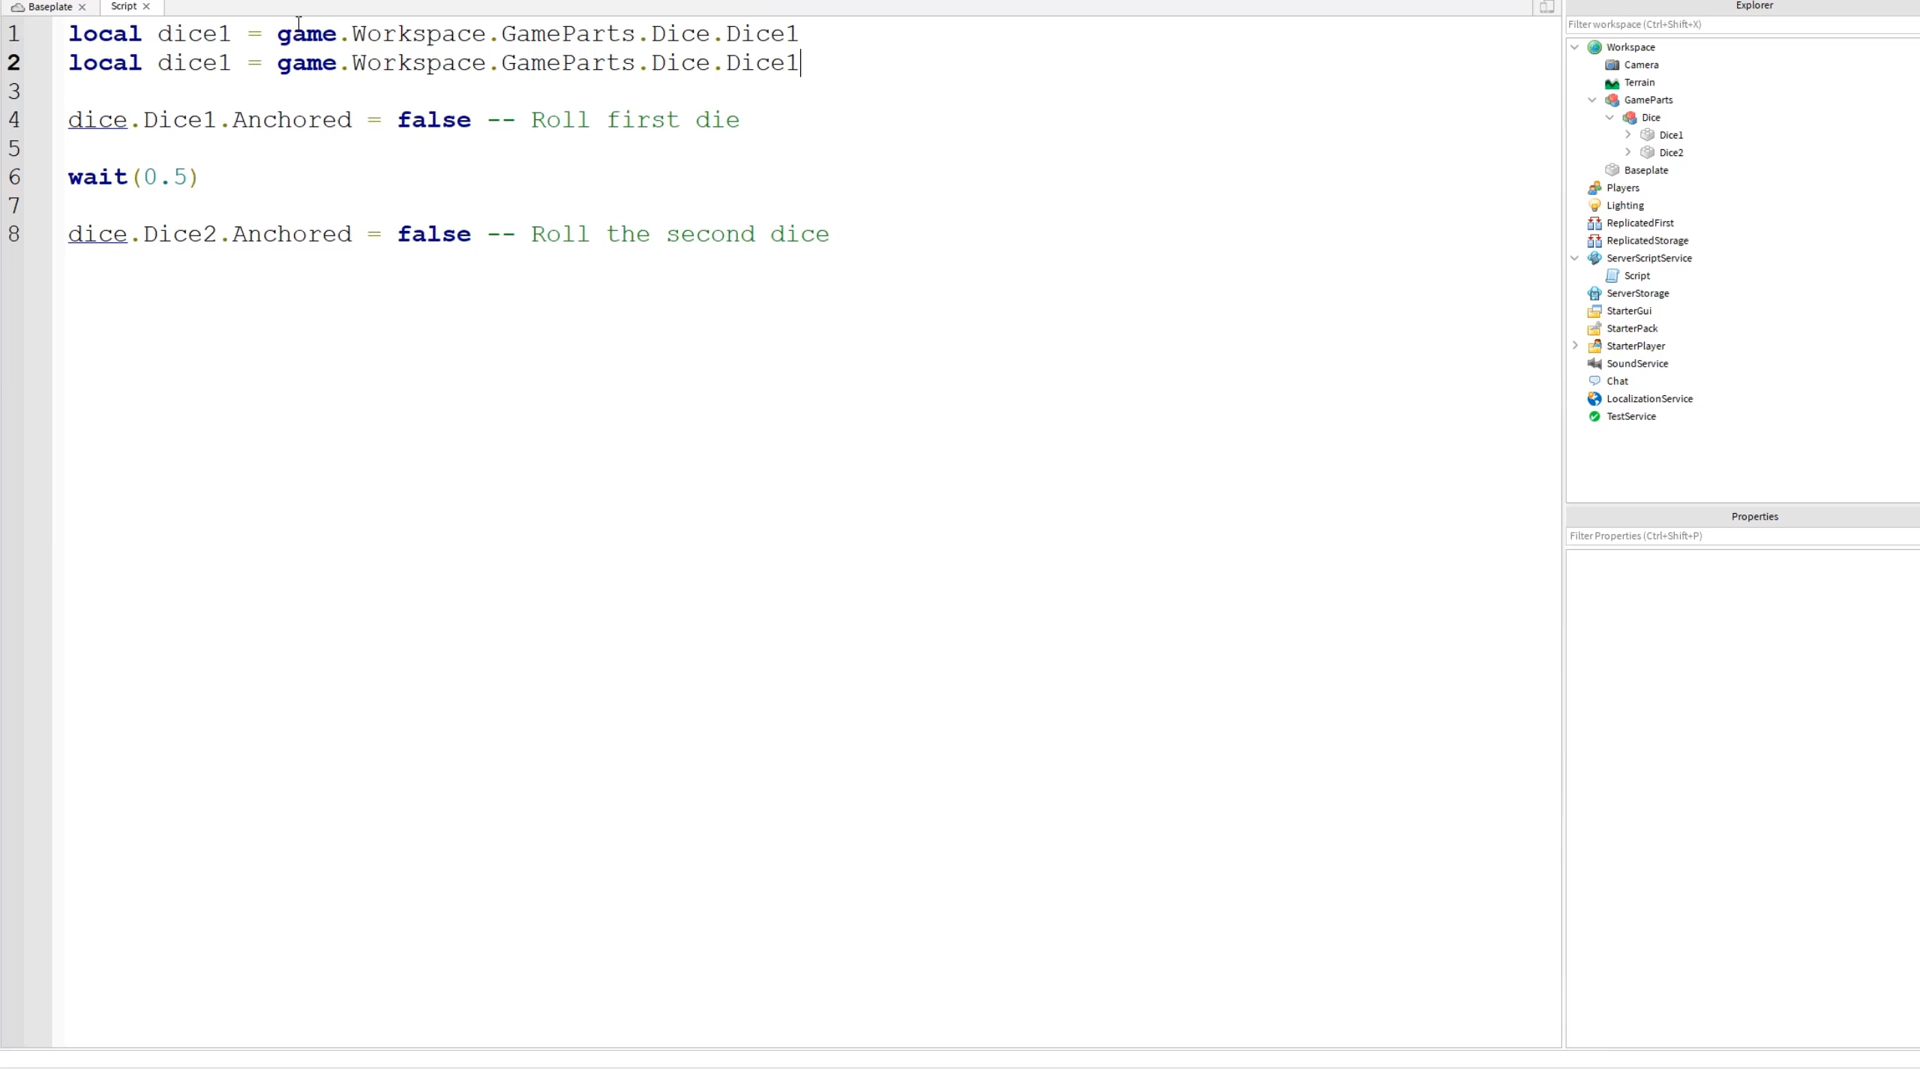 Baseplate
Script
1 local dice1 = game.Workspace.GameParts.Dice.Dice1
2 local dice1 = game.Workspace.GameParts.Dice.Dice1
3
4 dice.Dice1.Anchored = false -- Roll first die
5
6 wait(0.5)
7
8 dice.Dice2.Anchored = false -- Roll the second dice
Explorer
Filter workspace (Ctrl+Shift+X)
Workspace
Camera
Terrain
GameParts
Dice
Dice1
Dice2
Baseplate
Players
Lighting
ReplicatedFirst
ReplicatedStorage
ServerScriptService
Script
ServerStorage
StarterGui
StarterPack
StarterPlayer
SoundService
Chat
LocalizationService
TestService
Properties
Filter Properties (Ctrl+Shift+P)